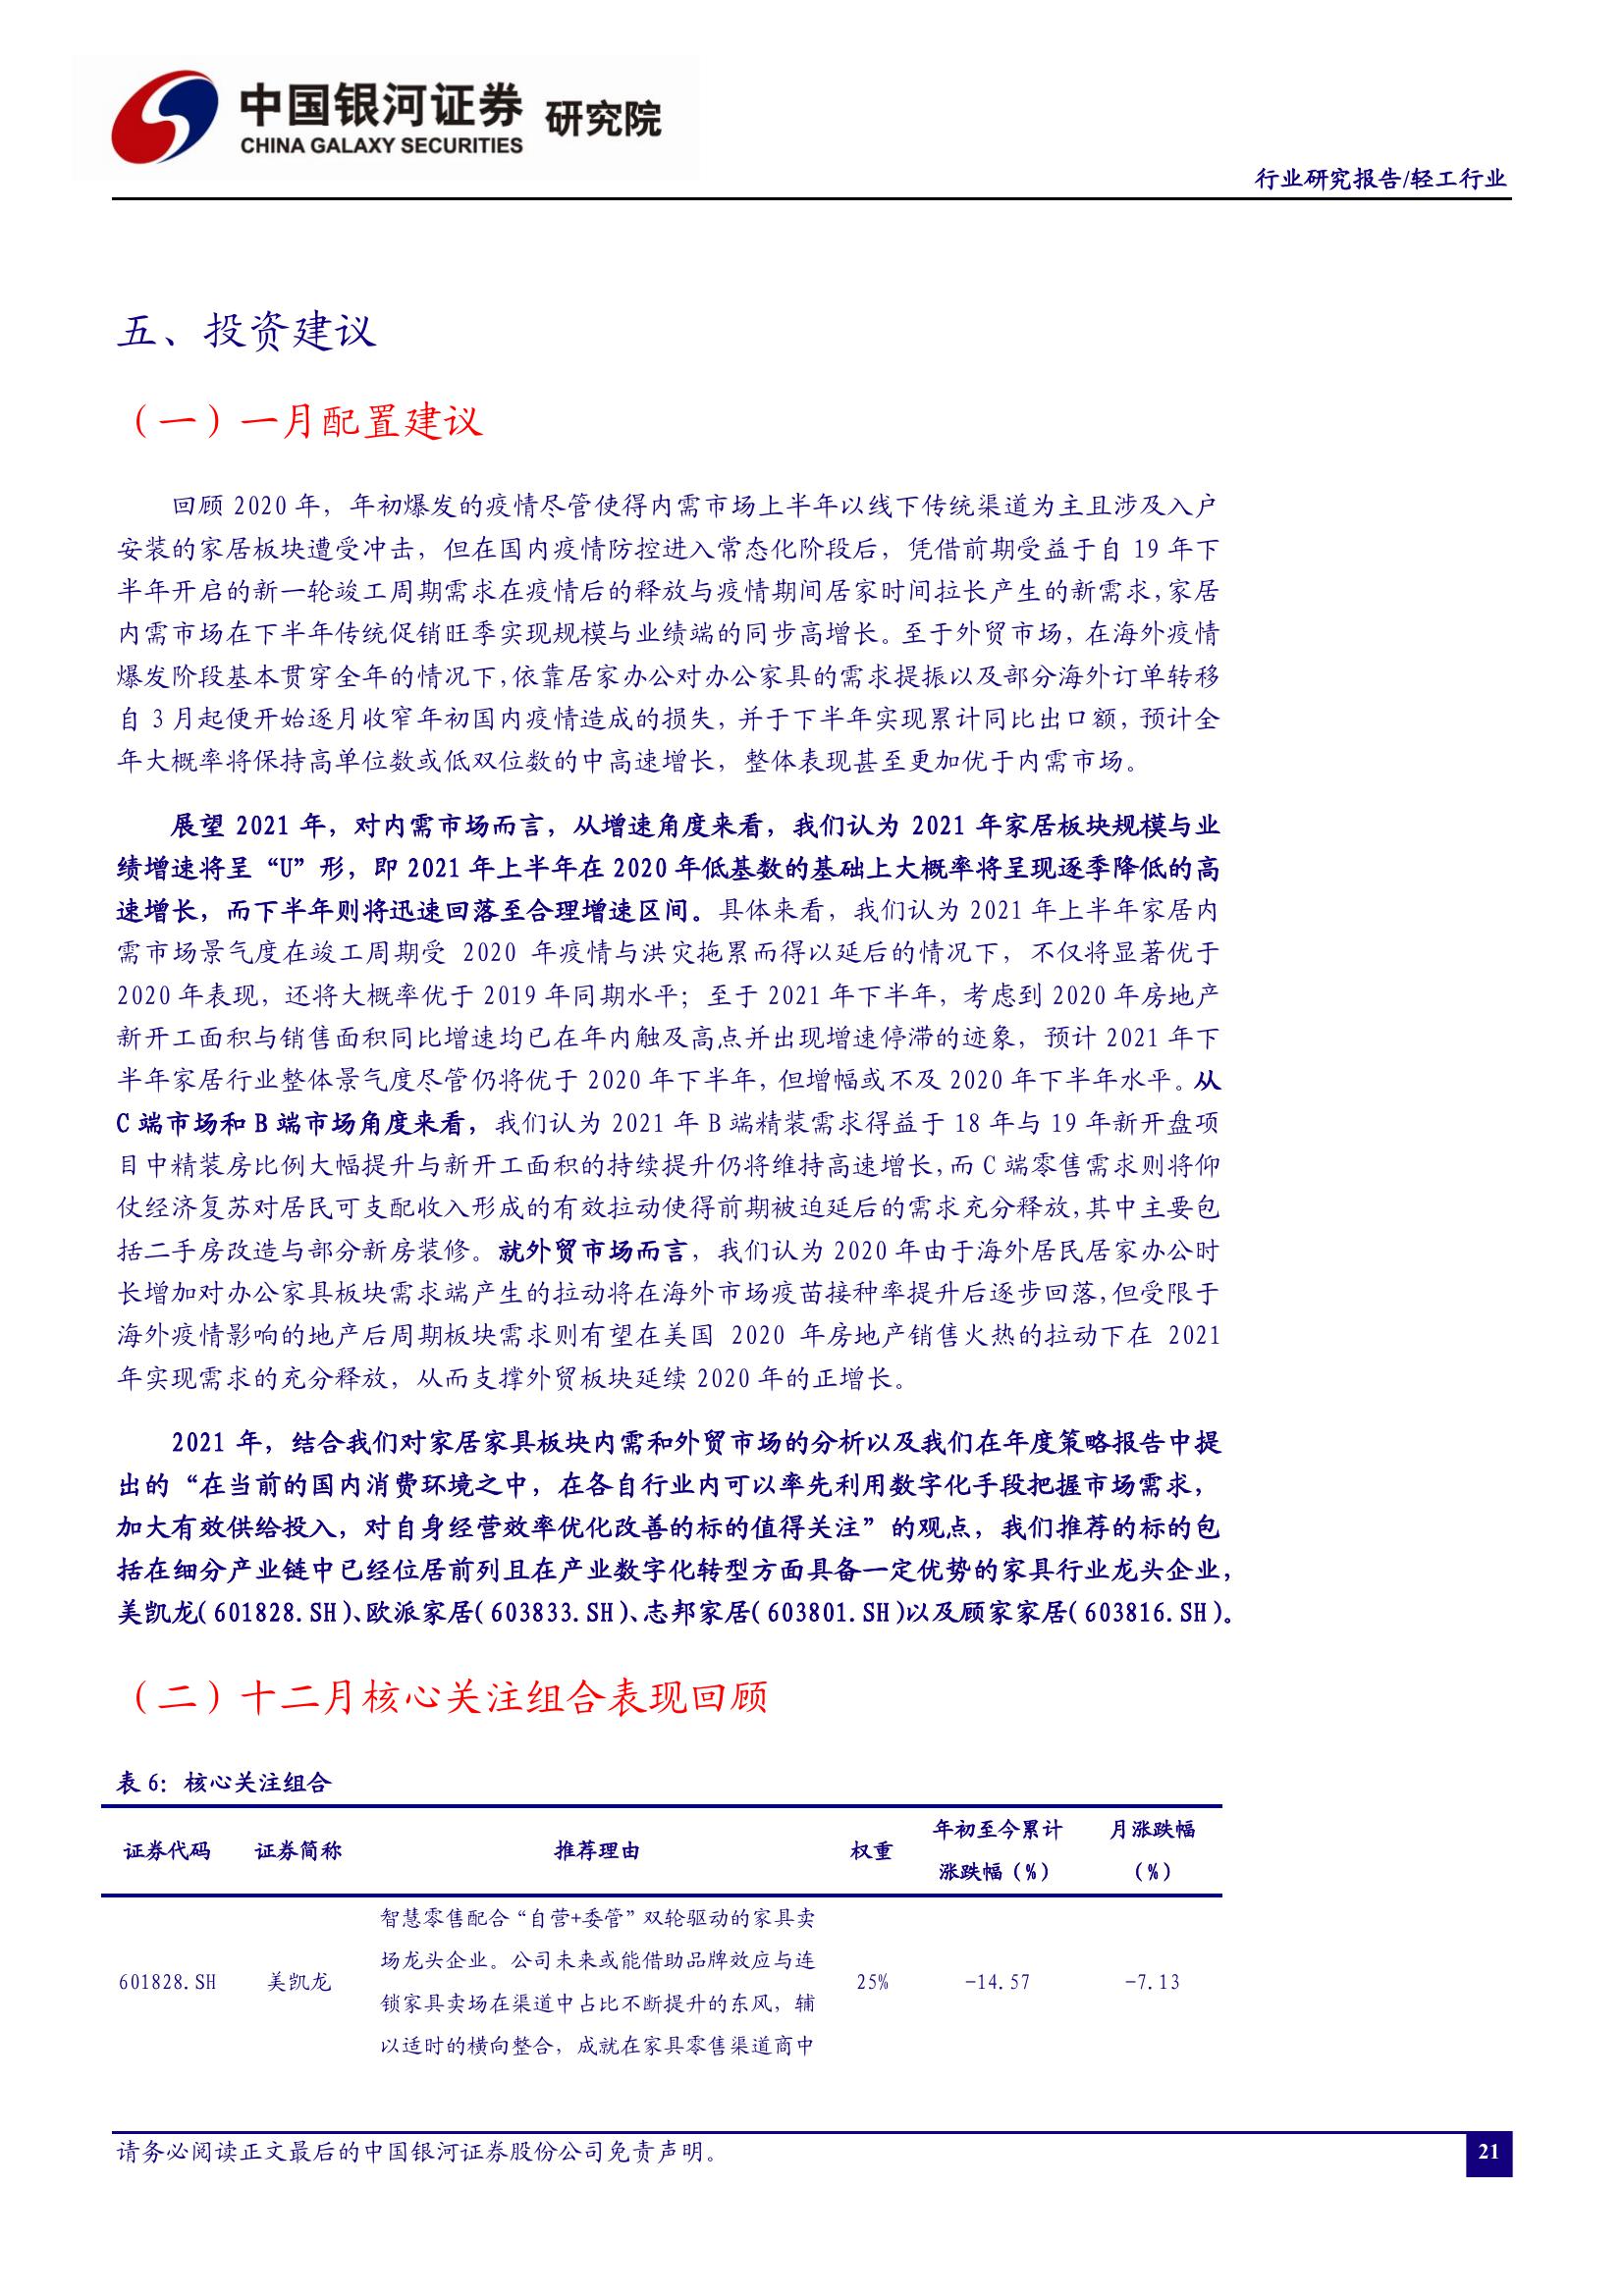 中国银河证券 研究院
CHINA GALAXY SECURITIES
行业研究报告/轻工行业
五、投资建议
（一）一月配置建议
回顾 2020 年，年初爆发的疫情尽管使得内需市场上半年以线下传统渠道为主且涉及入户
安装的家居板块遭受冲击，但在国内疫情防控进入常态化阶段后，凭借前期受益于自 19 年下
半年开启的新一轮竣工周期需求在疫情后的释放与疫情期间居家时间拉长产生的新需求，家居
内需市场在下半年传统促销旺季实现规模与业绩端的同步高增长。至于外贸市场，在海外疫情
爆发阶段基本贯穿全年的情况下，依靠居家办公对办公家具的需求提振以及部分海外订单转移
自 3 月起便开始逐月收窄年初国内疫情造成的损失，并于下半年实现累计同比出口额，预计全
年大概率将保持高单位数或低双位数的中高速增长，整体表现甚至更加优于内需市场。
展望 2021 年，对内需市场而言，从增速角度来看，我们认为 2021 年家居板块规模与业
绩增速将呈“U”形，即 2021 年上半年在 2020 年低基数的基础上大概率将呈现逐季降低的高
速增长，而下半年则将迅速回落至合理增速区间。具体来看，我们认为 2021 年上半年家居内
需市场景气度在竣工周期受 2020 年疫情与洪灾拖累而得以延后的情况下，不仅将显著优于
2020 年表现，还将大概率优于 2019 年同期水平；至于 2021 年下半年，考虑到 2020 年房地产
新开工面积与销售面积同比增速均已在年内触及高点并出现增速停滞的迹象，预计 2021 年下
半年家居行业整体景气度尽管仍将优于 2020 年下半年，但增幅或不及 2020 年下半年水平。从
C 端市场和 B 端市场角度来看，我们认为 2021 年 B 端精装需求得益于 18 年与 19 年新开盘项
目中精装房比例大幅提升与新开工面积的持续提升仍将维持高速增长，而 C 端零售需求则将仰
仗经济复苏对居民可支配收入形成的有效拉动使得前期被迫延后的需求充分释放，其中主要包
括二手房改造与部分新房装修。就外贸市场而言，我们认为 2020 年由于海外居民居家办公时
长增加对办公家具板块需求端产生的拉动将在海外市场疫苗接种率提升后逐步回落，但受限于
海外疫情影响的地产后周期板块需求则有望在美国 2020 年房地产销售火热的拉动下在 2021
年实现需求的充分释放，从而支撑外贸板块延续 2020 年的正增长。
2021 年，结合我们对家居家具板块内需和外贸市场的分析以及我们在年度策略报告中提
出的“在当前的国内消费环境之中，在各自行业内可以率先利用数字化手段把握市场需求，
加大有效供给投入，对自身经营效率优化改善的标的值得关注”的观点，我们推荐的标的包
括在细分产业链中已经位居前列且在产业数字化转型方面具备一定优势的家具行业龙头企业，
美凯龙(601828.SH)、欧派家居(603833.SH)、志邦家居(603801.SH)以及顾家家居(603816.SH)。
（二）十二月核心关注组合表现回顾
表 6：核心关注组合
证券代码 证券简称 推荐理由 权重 年初至今累计 月涨跌幅
涨跌幅（%） （%）
智慧零售配合“自营+委管”双轮驱动的家具卖
场龙头企业。公司未来或能借助品牌效应与连
601828.SH 美凯龙 25% -14.57 -7.13
锁家具卖场在渠道中占比不断提升的东风，辅
以适时的横向整合，成就在家具零售渠道商中
请务必阅读正文最后的中国银河证券股份公司免责声明。
21